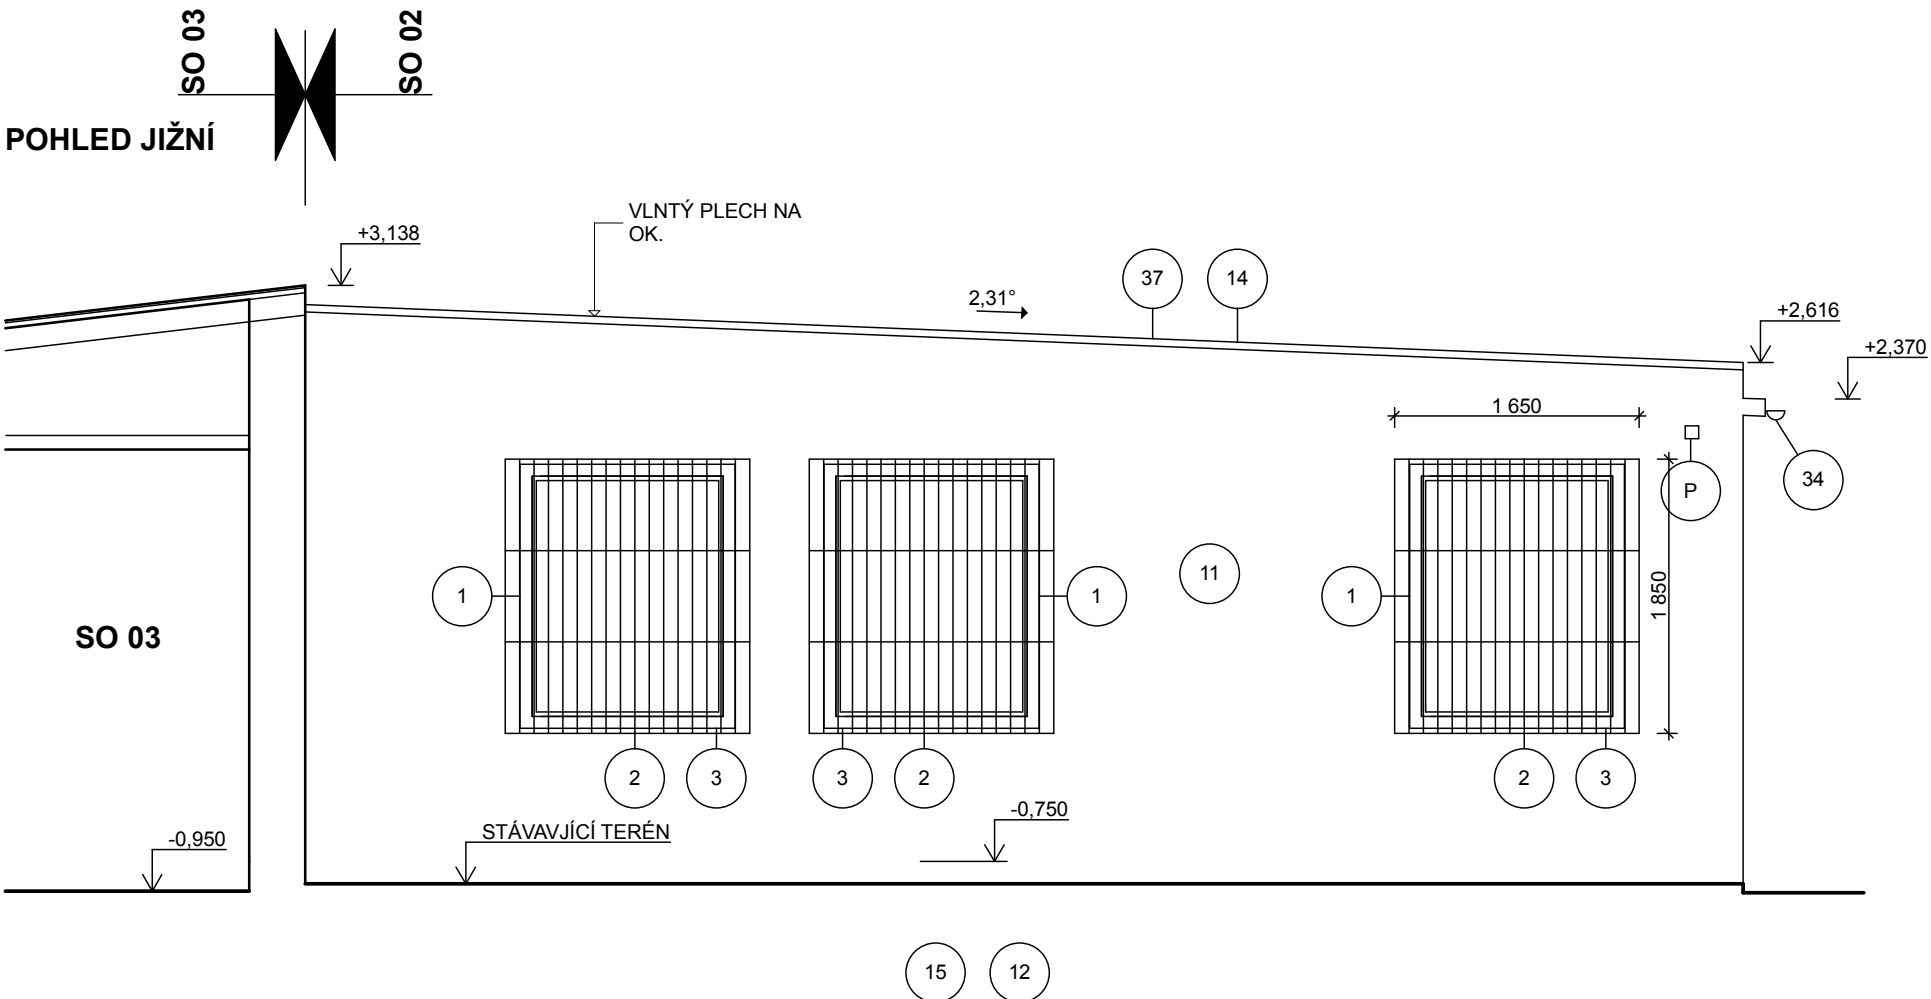 SO 03
SO 02
POHLED JIŽNÍ
VLNTÝ PLECH NA
OK.
+3,138
37
14
2,31°
+2,616
+2,370
1 650
P
34
11
1
1
1
1 850
SO 03
2
3
3
2
2
3
-0,750
STÁVAVJÍCÍ TERÉN
-0,950
15
12